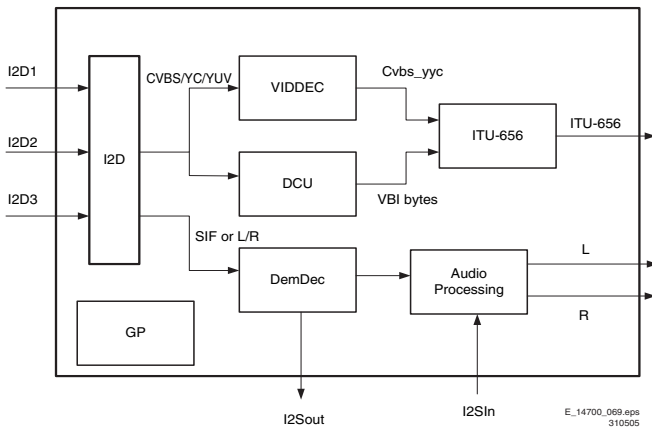 I2D1
CVBS/YC/YUV
VIDDEC
Cvbs_yyc
ITU-656
ITU-656
I2D2
I2D
DCU
VBI bytes
I2D3
SIF or L/R
DemDec
Audio
Processing
L
R
GP
I2Sout
I2SIn
E_14700_069.eps
310505